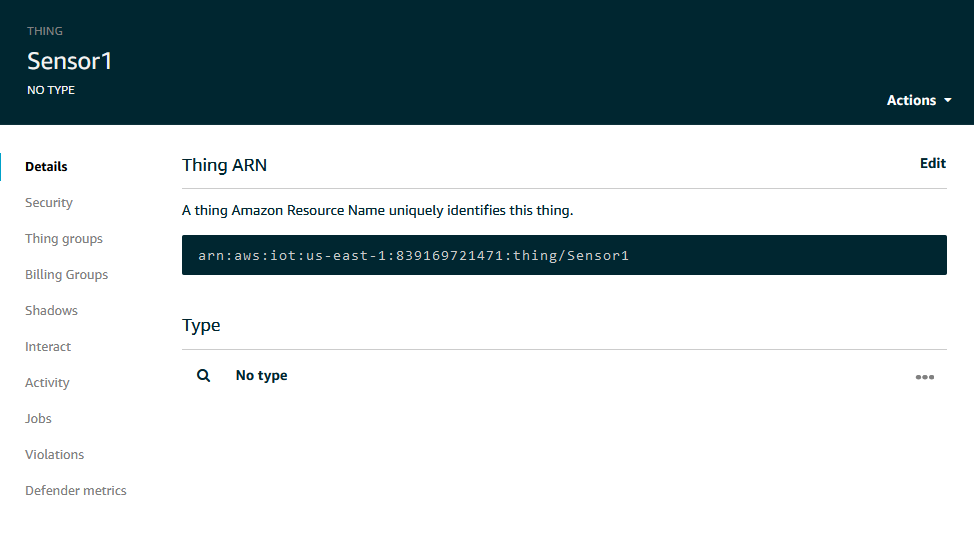 THING
Sensor1
NO TYPE
Actions
Details
Security
Thing groups
Billing Groups
Shadows
Interact
Activity
Jobs
Violations
Defender metrics
Thing ARN
Edit
A thing Amazon Resource Name uniquely identifies this thing.
arn:aws:iot:us-east-1:839169721471:thing/Sensor1
Type
No type